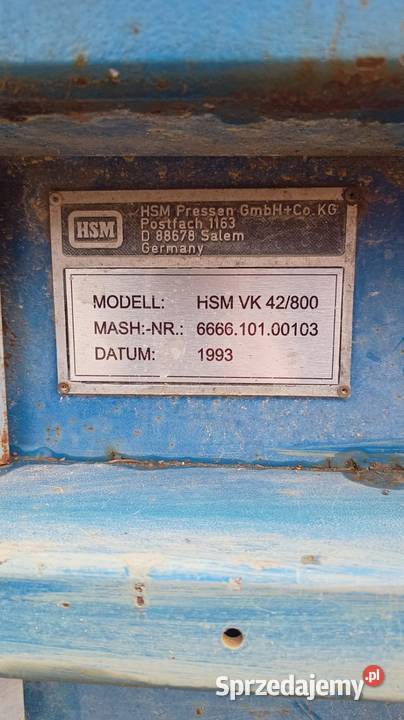 HSM
HSM Pressen GmbH+Co.KG
Postfach 1163
D 88678 Salem
Germany
MODELL: HSM VK 42/800
MASH:-NR.: 6666.101.00103
DATUM: 1993
Sprzedajemy.pl